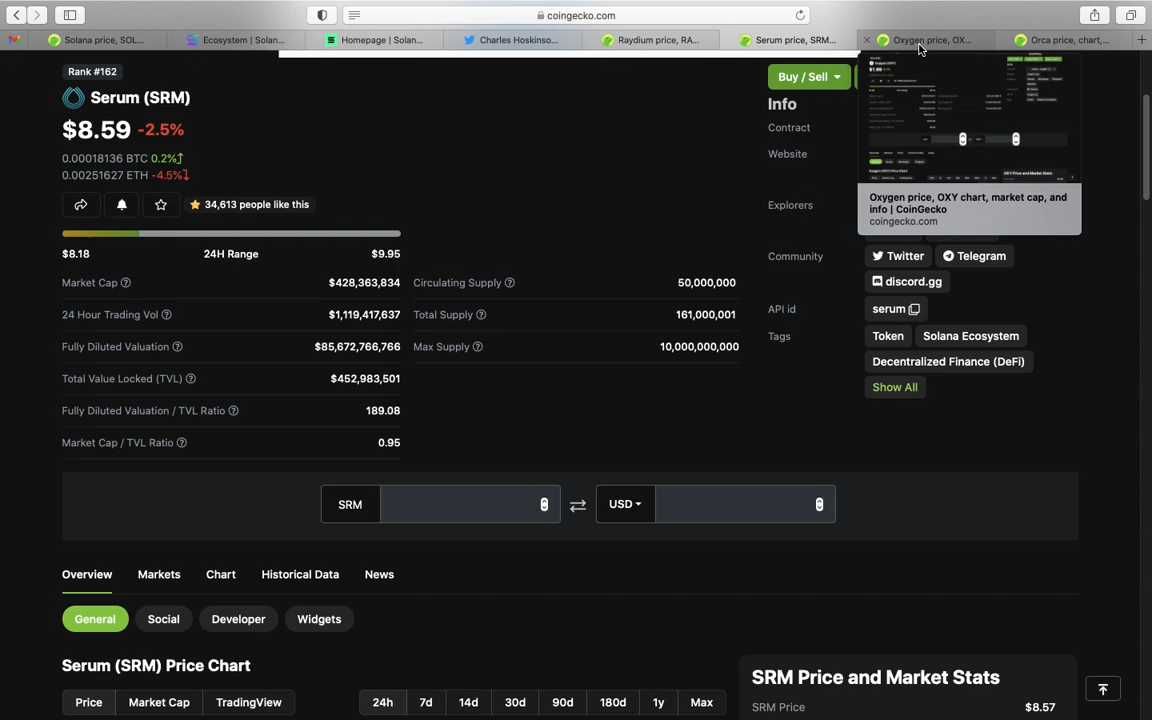 coingecko.com
Solana price, SOL...
Ecosystem | Solan...
Homepage | Solan...
Charles Hoskinso...
Raydium price, RA...
Serum price, SRM...
Oxygen price, OX...
Orca price, chart,...
Rank #162
Serum (SRM)
$8.59 -2.5%
0.00018136 BTC 0.2%
0.00251627 ETH -4.5%
34,613 people like this
$8.18 24H Range $9.95
Market Cap $428,363,834
24 Hour Trading Vol $1,119,417,637
Fully Diluted Valuation $85,672,766,766
Total Value Locked (TVL) $452,983,501
Fully Diluted Valuation / TVL Ratio 189.08
Market Cap / TVL Ratio 0.95
Circulating Supply 50,000,000
Total Supply 161,000,001
Max Supply 10,000,000,000
Buy / Sell
Info
Contract
Website
Explorers
Oxygen price, OXY chart, market cap, and
info | CoinGecko
coingecko.com
Community Twitter Telegram
discord.gg
API id serum
Tags Token Solana Ecosystem
Decentralized Finance (DeFi)
Show All
SRM USD
Overview Markets Chart Historical Data News
General Social Developer Widgets
Serum (SRM) Price Chart
Price Market Cap TradingView 24h 7d 14d 30d 90d 180d 1y Max
SRM Price and Market Stats
SRM Price $8.57